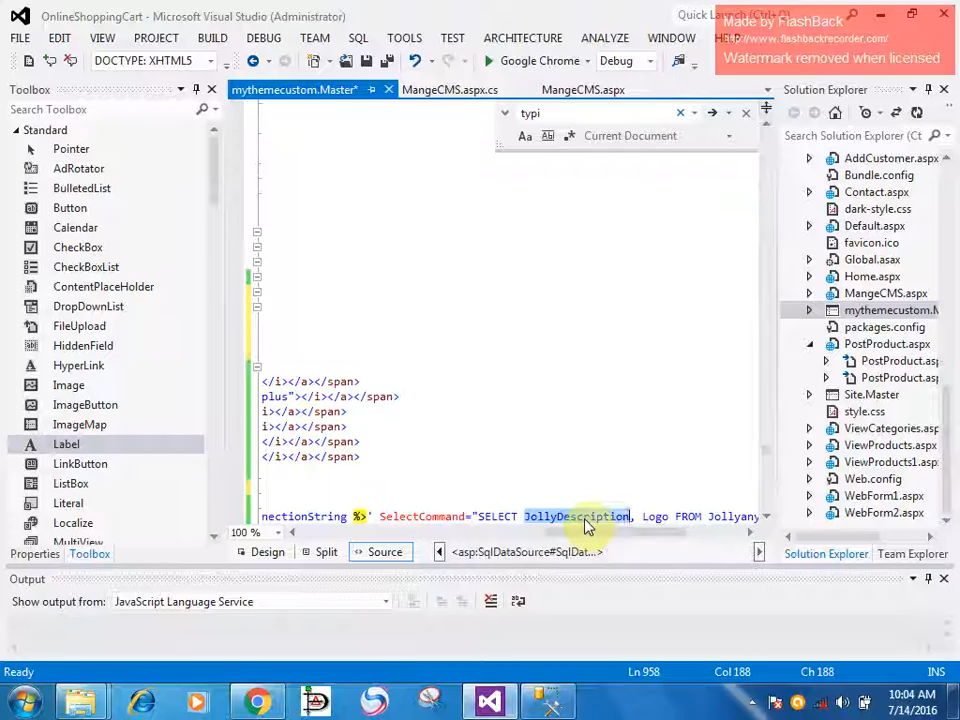 OnlineShoppingCart - Microsoft Visual Studio (Administrator)
Quick Launch (Ctrl+Q)
Made by FlashBack
http://www.flashbackrecorder.com/
Watermark removed when licensed
FILE EDIT VIEW PROJECT BUILD DEBUG TEAM SQL TOOLS TEST ARCHITECTURE ANALYZE WINDOW
DOCTYPE: XHTML5 Google Chrome Debug
Toolbox
mythemecustom.Master* MangeCMS.aspx.cs MangeCMS.aspx
Solution Explorer
Search Toolbox
typi
Current Document
Search Solution Explorer (Ct
Standard
Pointer
AdRotator
BulletedList
Button
Calendar
CheckBox
CheckBoxList
ContentPlaceHolder
DropDownList
FileUpload
HiddenField
HyperLink
Image
ImageButton
ImageMap
Label
LinkButton
ListBox
Literal
Localize
MultiView
</i></a></span>
plus"></i></a></span>
i></a></span>
i></a></span>
</i></a></span>
</i></a></span>
nectionString %>' SelectCommand="SELECT JollyDescription, Logo FROM Jollyany
100 %
Design Split Source <asp:SqlDataSource#SqlDat...>
AddCustomer.aspx
Bundle.config
Contact.aspx
dark-style.css
Default.aspx
favicon.ico
Global.asax
Home.aspx
MangeCMS.aspx
mythemecustom.M
packages.config
PostProduct.aspx
PostProduct.asp
PostProduct.asp
Site.Master
style.css
ViewCategories.asp
ViewProducts.aspx
ViewProducts1.aspx
Web.config
WebForm1.aspx
WebForm2.aspx
Properties Toolbox
Solution Explorer Team Explorer
Output
Show output from: JavaScript Language Service
Ready Ln 958 Col 188 Ch 188 INS
10:04 AM
7/14/2016